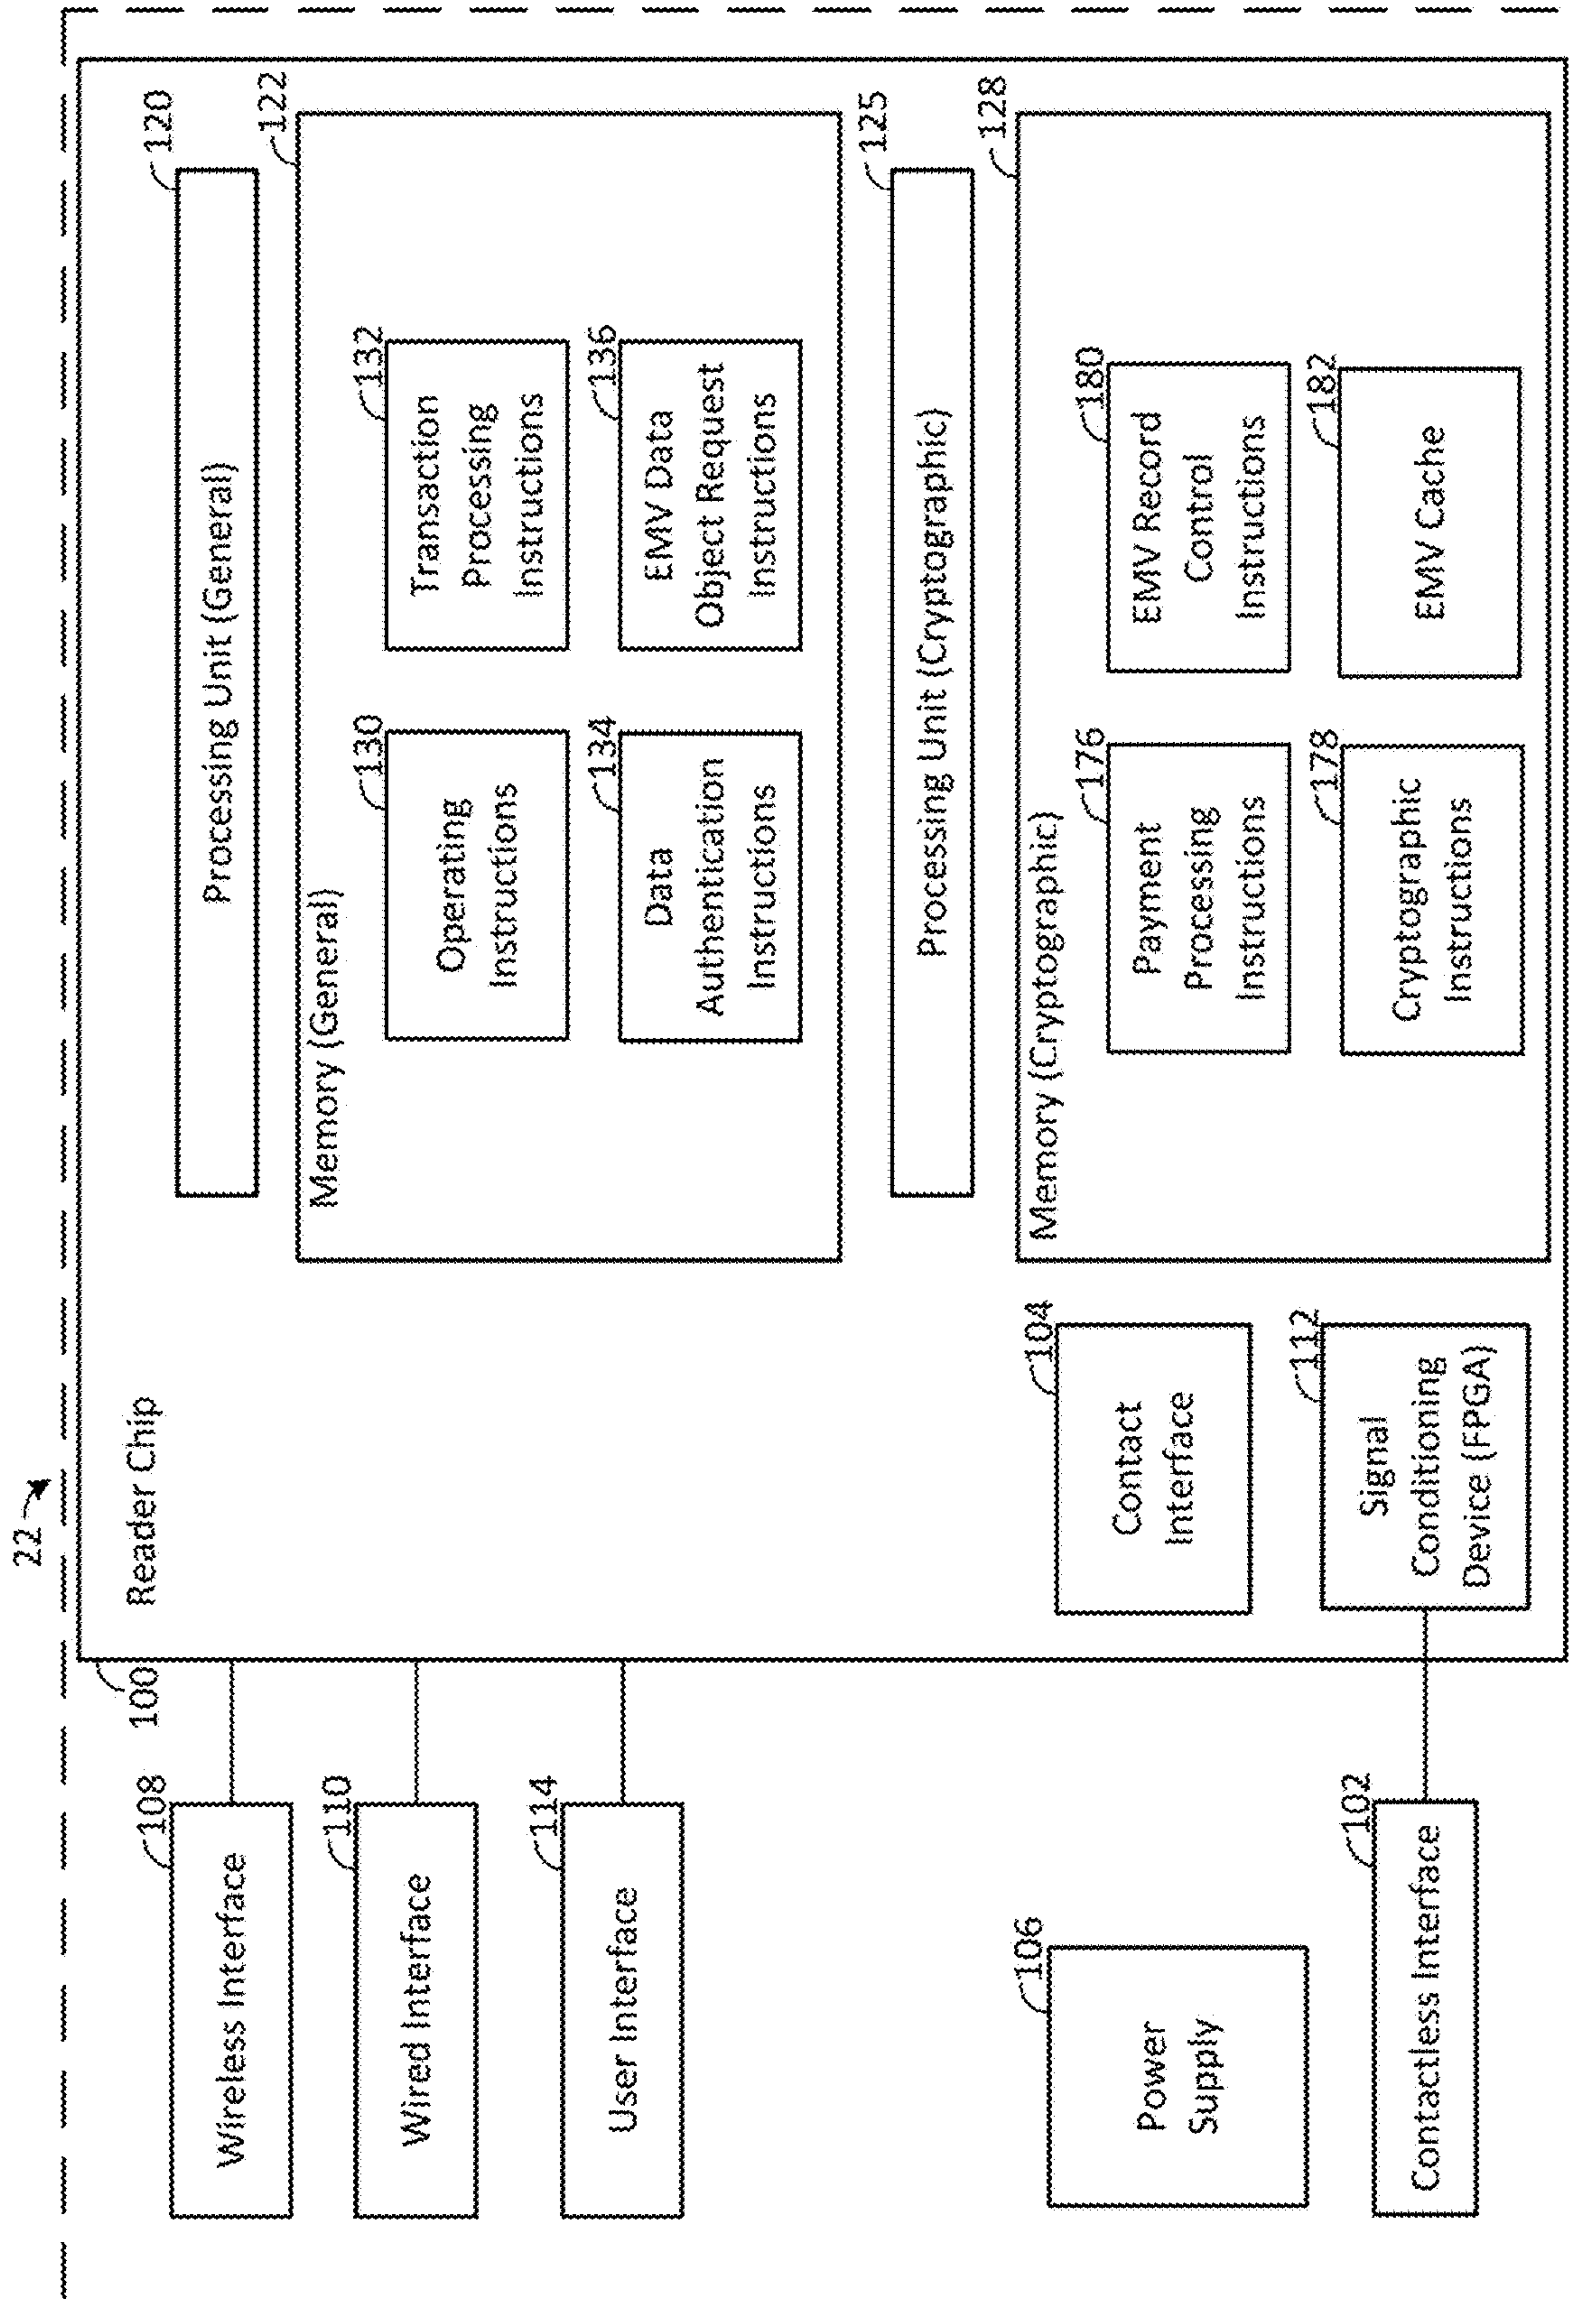 22
100
Reader Chip
Processing Unit (General)
120
Memory (General)
122
Operating
Instructions
130
Transaction
Processing
Instructions
132
Data
Authentication
Instructions
134
EMV Data
Object Request
Instructions
136
Processing Unit (Cryptographic)
125
Memory (Cryptographic)
128
Payment
Processing
Instructions
176
EMV Record
Control
Instructions
180
Cryptographic
Instructions
178
EMV Cache
182
Contact
Interface
104
Signal
Conditioning
Device (FPGA)
112
Wireless Interface
108
Wired Interface
110
User Interface
114
Power
Supply
106
Contactless Interface
102